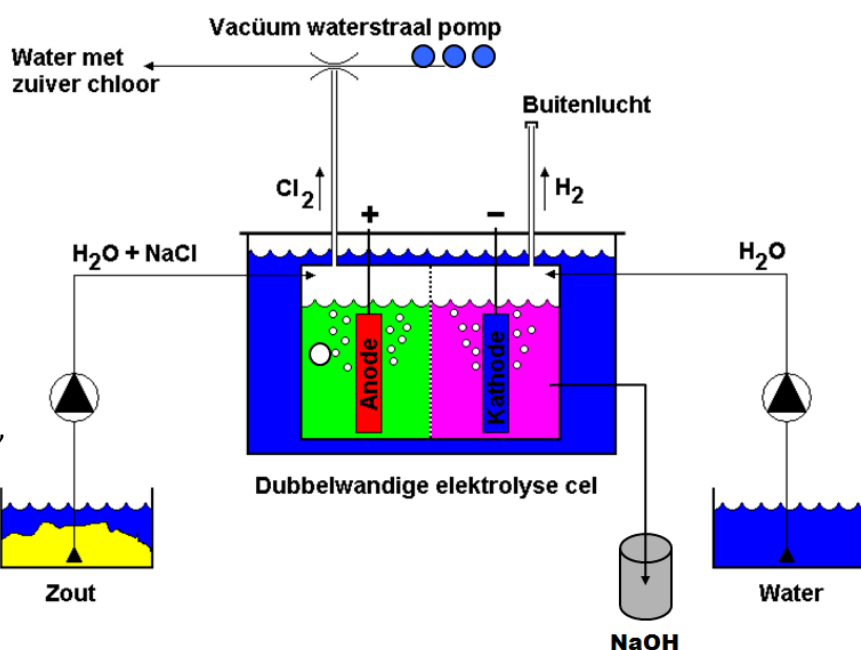 Vacüum waterstraal pomp
Water met
zuiver chloor
Buitenlucht
Cl2
H2
+
−
H2O + NaCl
H2O
Anode
Kathode
Dubbelwandige elektrolyse cel
,
Zout
Water
NaOH